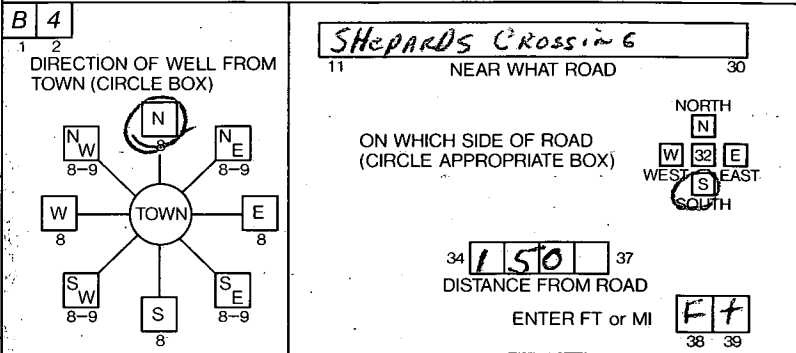 B 4
1 2
DIRECTION OF WELL FROM
TOWN (CIRCLE BOX)
N
8
NW
8-9
NE
8-9
W
8
TOWN
E
8
SW
8-9
SE
8-9
S
8
SHEPARDS CROSSING
11 NEAR WHAT ROAD 30
ON WHICH SIDE OF ROAD
(CIRCLE APPROPRIATE BOX)
NORTH
N
W 32 E
WEST EAST
S
SOUTH
34 150 37
DISTANCE FROM ROAD
ENTER FT or MI Ft
38 39